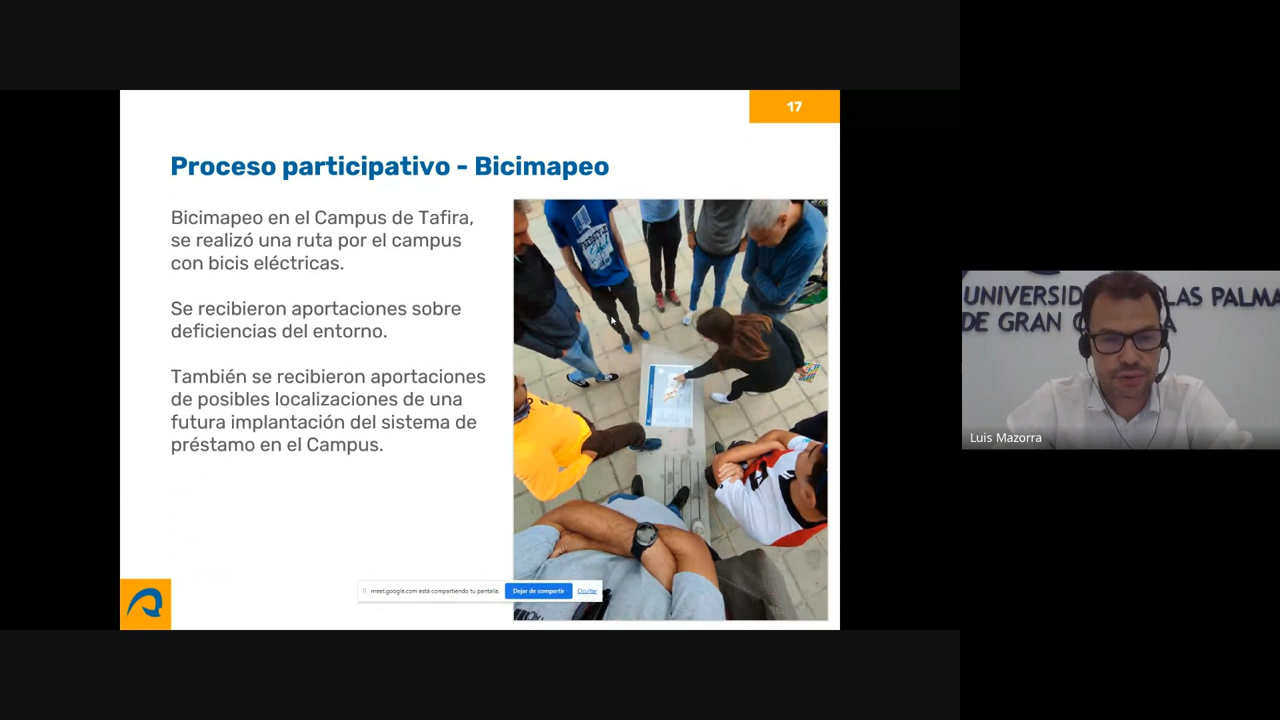 17
Proceso participativo - Bicimapeo
Bicimapeo en el Campus de Tafira,
se realizó una ruta por el campus
con bicis eléctricas.
Se recibieron aportaciones sobre
deficiencias del entorno.
También se recibieron aportaciones
de posibles localizaciones de una
futura implantación del sistema de
préstamo en el Campus.
meet.google.com está compartiendo tu pantalla.
Dejar de compartir
Ocultar
LAS PALMA
DE GRAN
Luis Mazorra